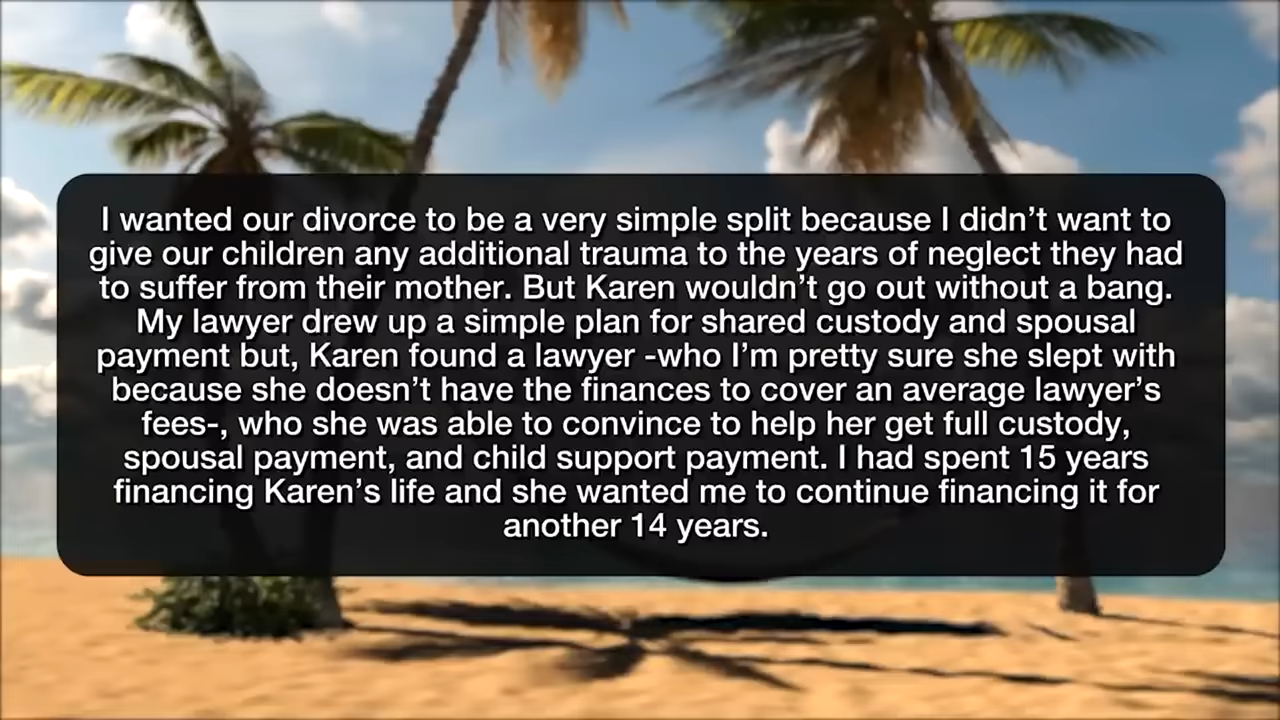 I wanted our divorce to be a very simple split because I didn’t want to
give our children any additional trauma to the years of neglect they had
to suffer from their mother. But Karen wouldn’t go out without a bang.
My lawyer drew up a simple plan for shared custody and spousal
payment but, Karen found a lawyer -who I’m pretty sure she slept with
because she doesn’t have the finances to cover an average lawyer’s
fees-, who she was able to convince to help her get full custody,
spousal payment, and child support payment. I had spent 15 years
financing Karen’s life and she wanted me to continue financing it for
another 14 years.